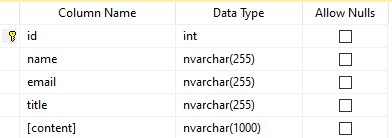 Column Name Data Type Allow Nulls
id int
name nvarchar(255)
email nvarchar(255)
title nvarchar(255)
[content] nvarchar(1000)